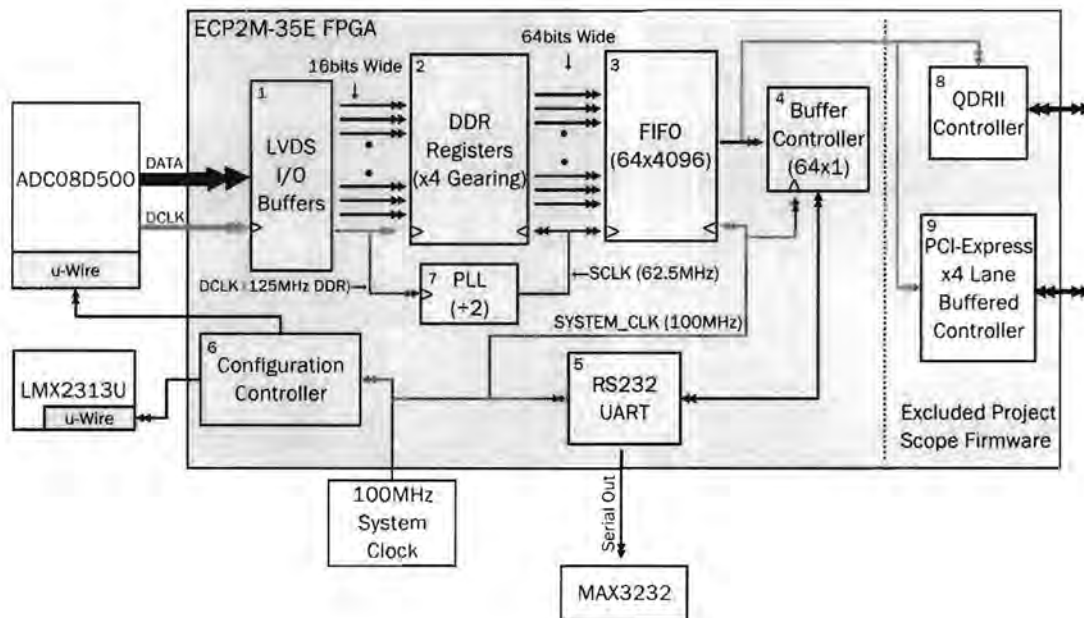 ECP2M-35E FPGA
16bits Wide
64bits Wide
1
LVDS
I/O
Buffers
2
DDR
Registers
(x4 Gearing)
3
FIFO
(64x4096)
4
Buffer
Controller
(64x1)
8
QDRII
Controller
ADC08D500
DATA
DCLK
u-Wire
7
PLL
(÷2)
DCLK (125MHz DDR)
SCLK (62.5MHz)
SYSTEM_CLK (100MHz)
9
PCI-Express
x4 Lane
Buffered
Controller
6
Configuration
Controller
LMX2313U
u-Wire
5
RS232
UART
Excluded Project
Scope Firmware
100MHz
System
Clock
Serial Out
MAX3232